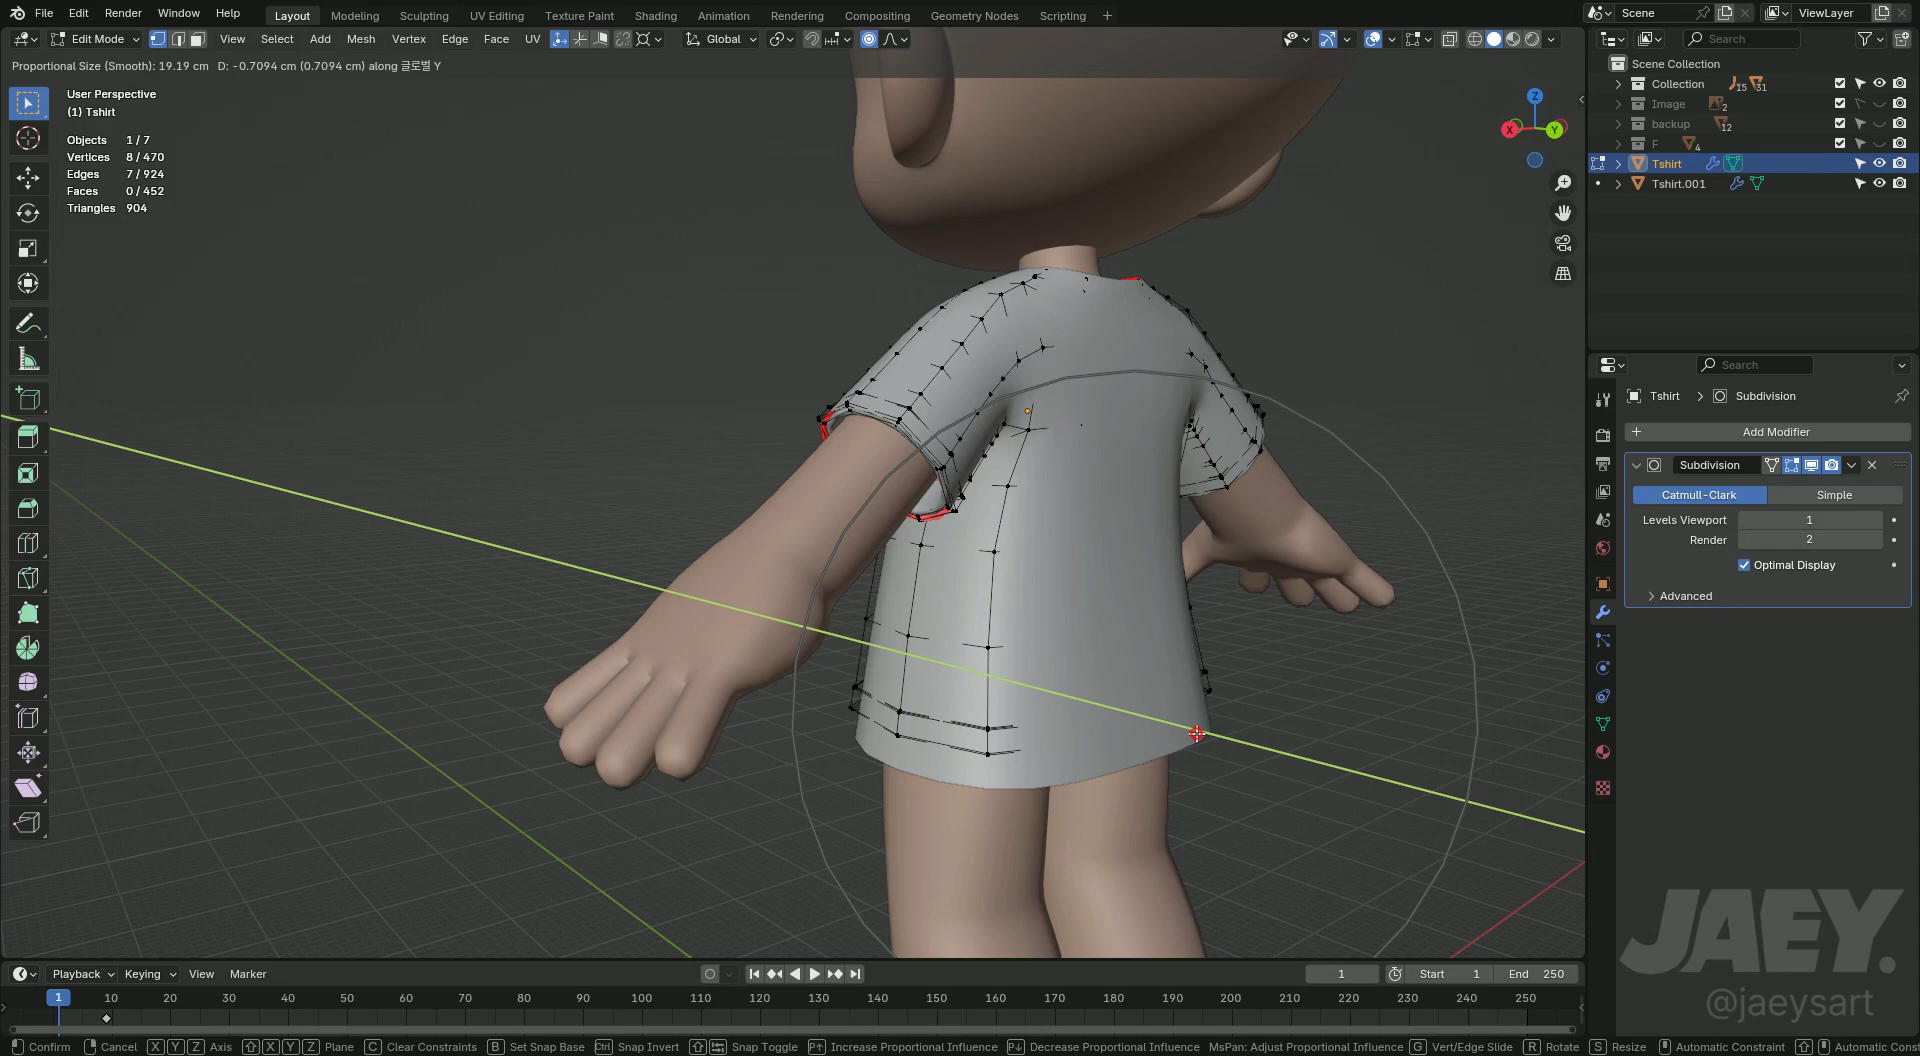 File Edit Render Window Help Layout Modeling Sculpting UV Editing Texture Paint Shading Animation Rendering Compositing Geometry Nodes Scripting + Scene ViewLayer
Edit Mode View Select Add Mesh Vertex Edge Face UV Global Search
Proportional Size (Smooth): 19.19 cm D: -0.7094 cm (0.7094 cm) along 글로벌 Y
User Perspective
(1) Tshirt
Objects 1 / 7
Vertices 8 / 470
Edges 7 / 924
Faces 0 / 452
Triangles 904
Z
X
Y
Scene Collection
Collection 15 31
Image 2
backup 12
F 4
Tshirt
Tshirt.001
Search
Tshirt > Subdivision
+ Add Modifier
Subdivision
Catmull-Clark Simple
Levels Viewport 1
Render 2
Optimal Display
Advanced
JAEY.
@jaeysart
Playback Keying View Marker 1 Start 1 End 250
1 10 20 30 40 50 60 70 80 90 100 110 120 130 140 150 160 170 180 190 200 210 220 230 240 250
Confirm Cancel X Y Z Axis X Y Z Plane C Clear Constraints B Set Snap Base Ctrl Snap Invert Snap Toggle P↑ Increase Proportional Influence P↓ Decrease Proportional Influence MsPan: Adjust Proportional Influence G Vert/Edge Slide R Rotate S Resize Automatic Constraint Automatic Const